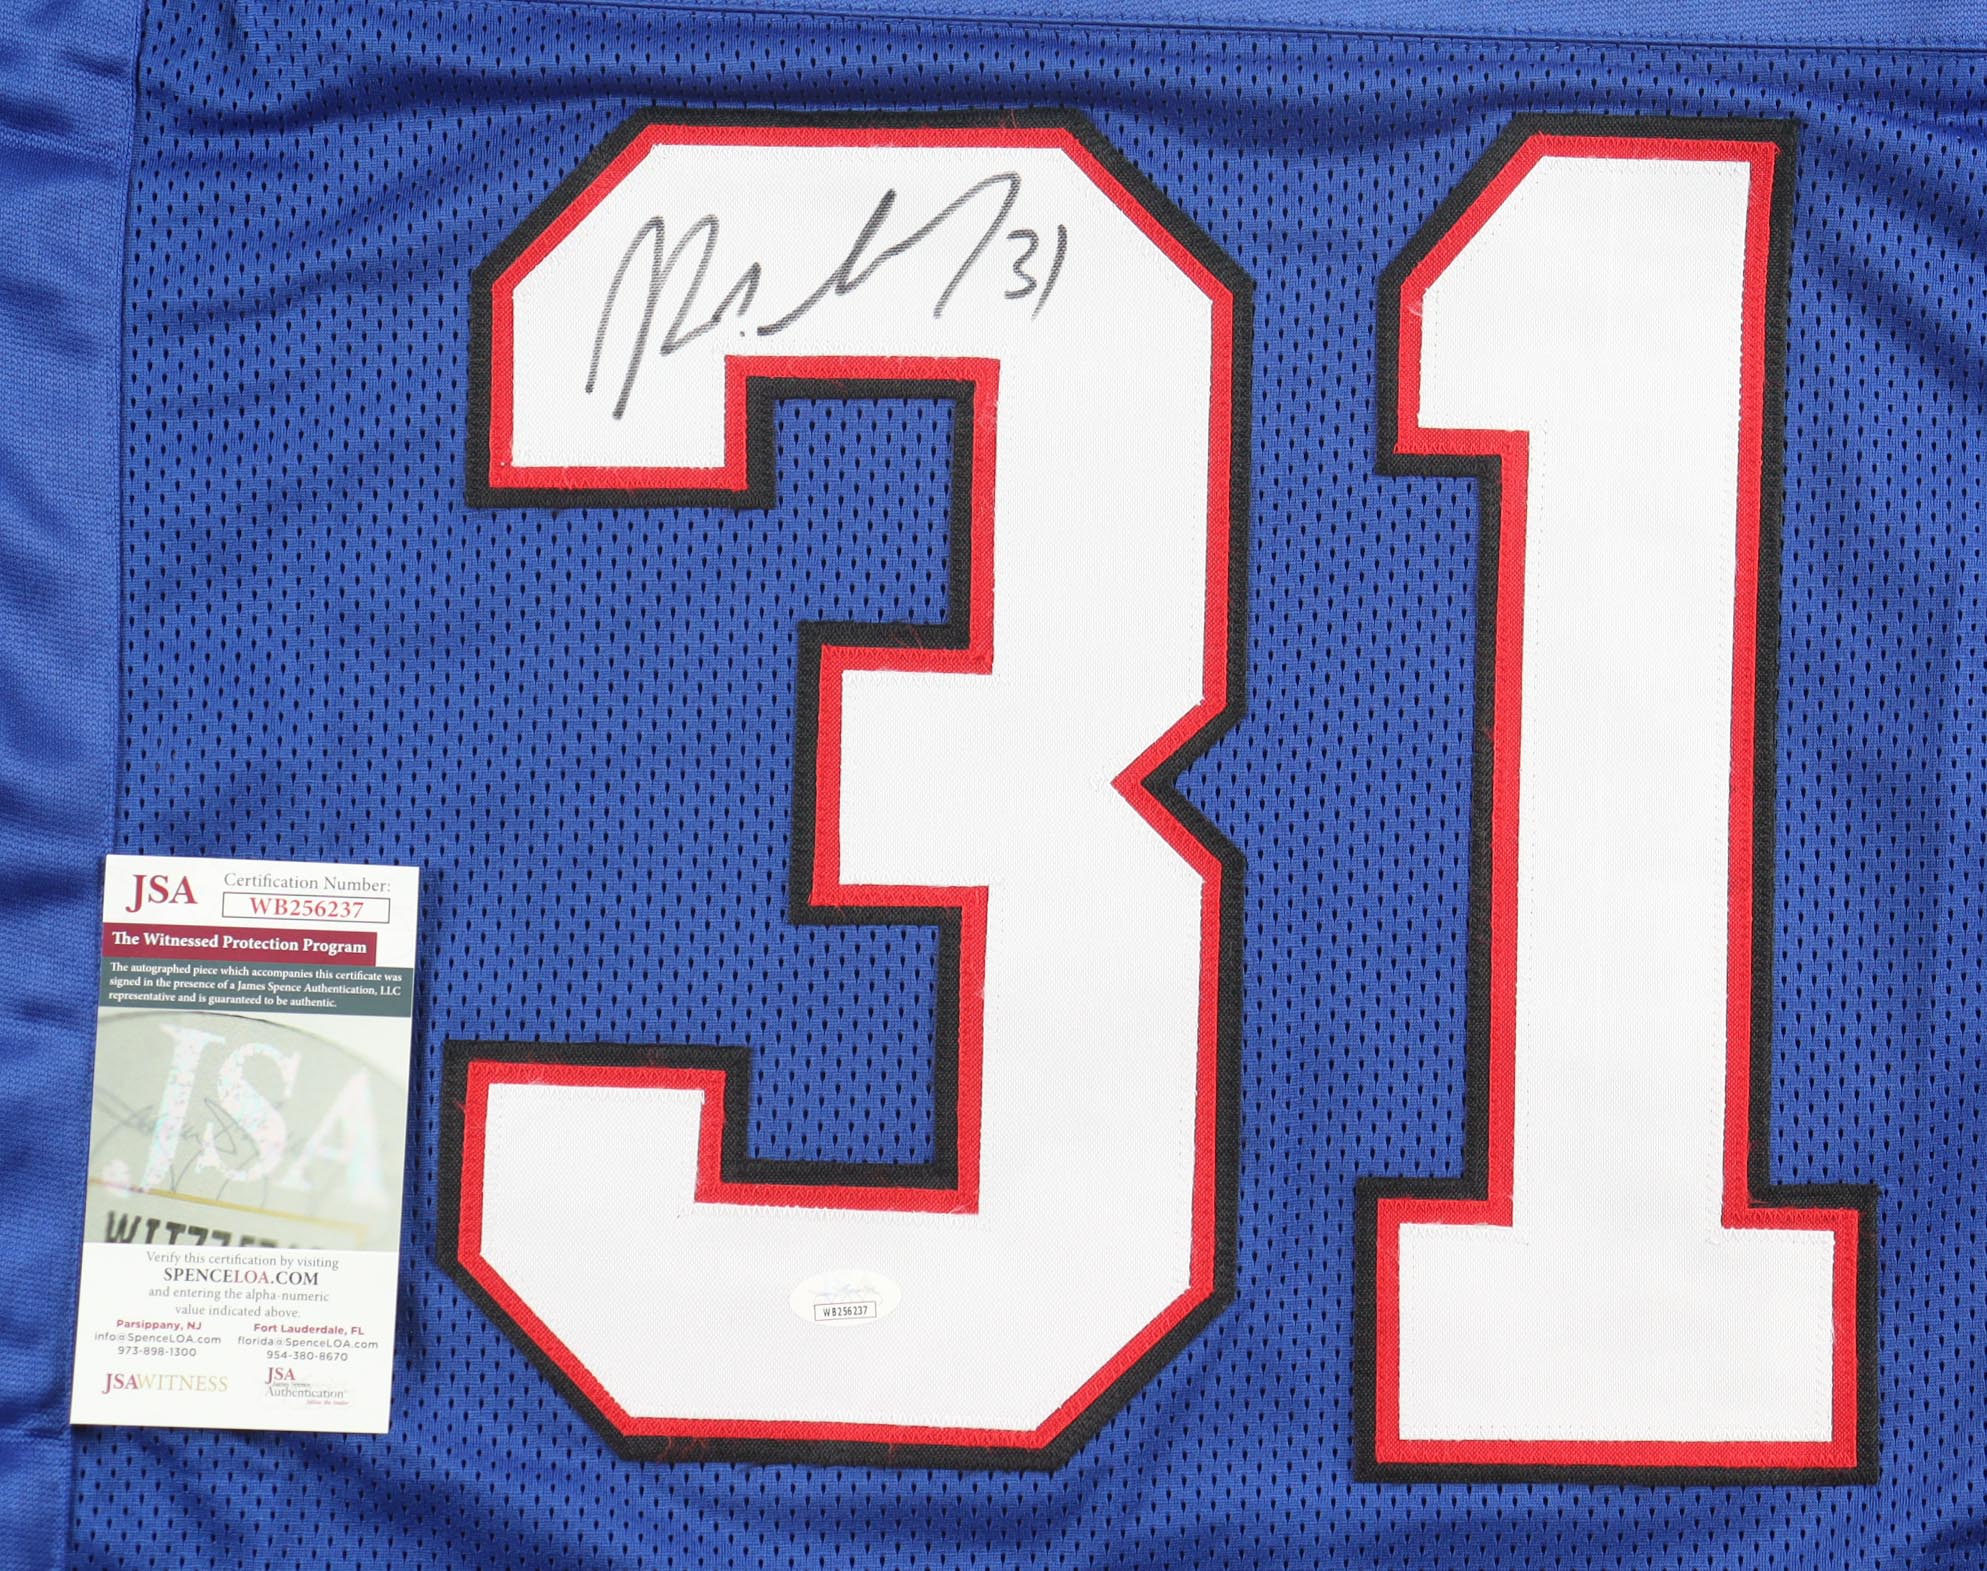 31
31
JSA
Certification Number:
WB256237
The Witnessed Protection Program
The autographed piece which accompanies this certificate was
signed in the presence of a James Spence Authentication, LLC
representative and is guaranteed to be authentic.
JSA
Verify this certification by visiting
SPENCELOA.COM
and entering the alpha-numeric
value indicated above.
Parsippany, NJ
info@SpenceLOA.com
973-898-1300
Fort Lauderdale, FL
florida@SpenceLOA.com
954-380-8670
JSAWITNESS
JSA
Authentication
WB256237